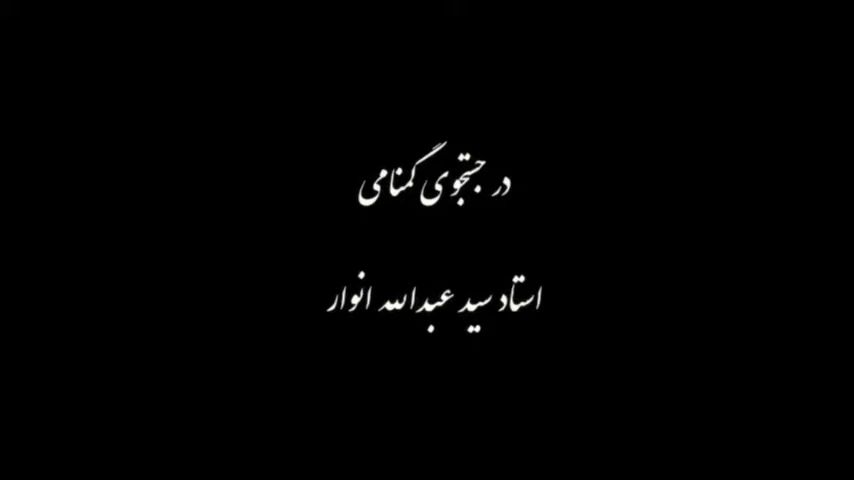 در جستجوی گمنامی
استاد سید عبدالله انوار